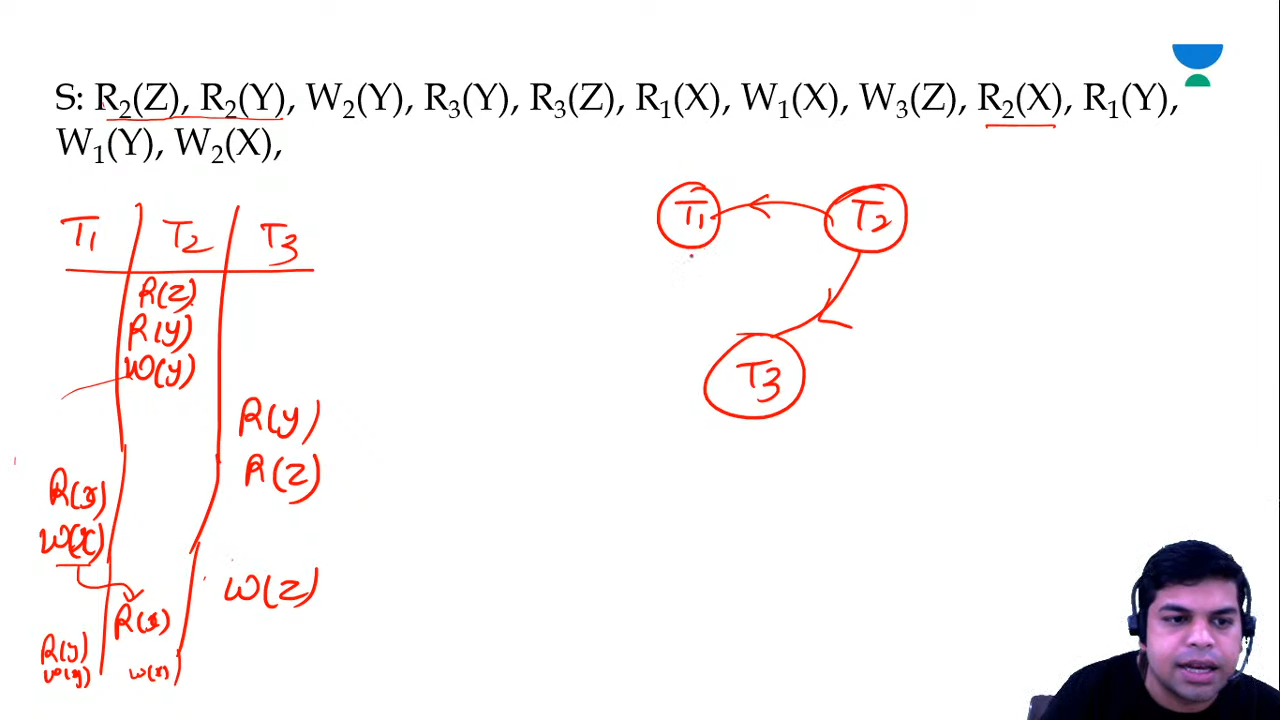 S: R₂(Z), R₂(Y), W₂(Y), R₃(Y), R₃(Z), R₁(X), W₁(X), W₃(Z), R₂(X), R₁(Y),
W₁(Y), W₂(X),
T₁ T₂ T₃
R(Z)
R(y)
W(y)
R(y)
R(Z)
R(x)
W(x)
W(Z)
R(x)
R(y)
W(y) W(x)
T₁ T₂
T₃